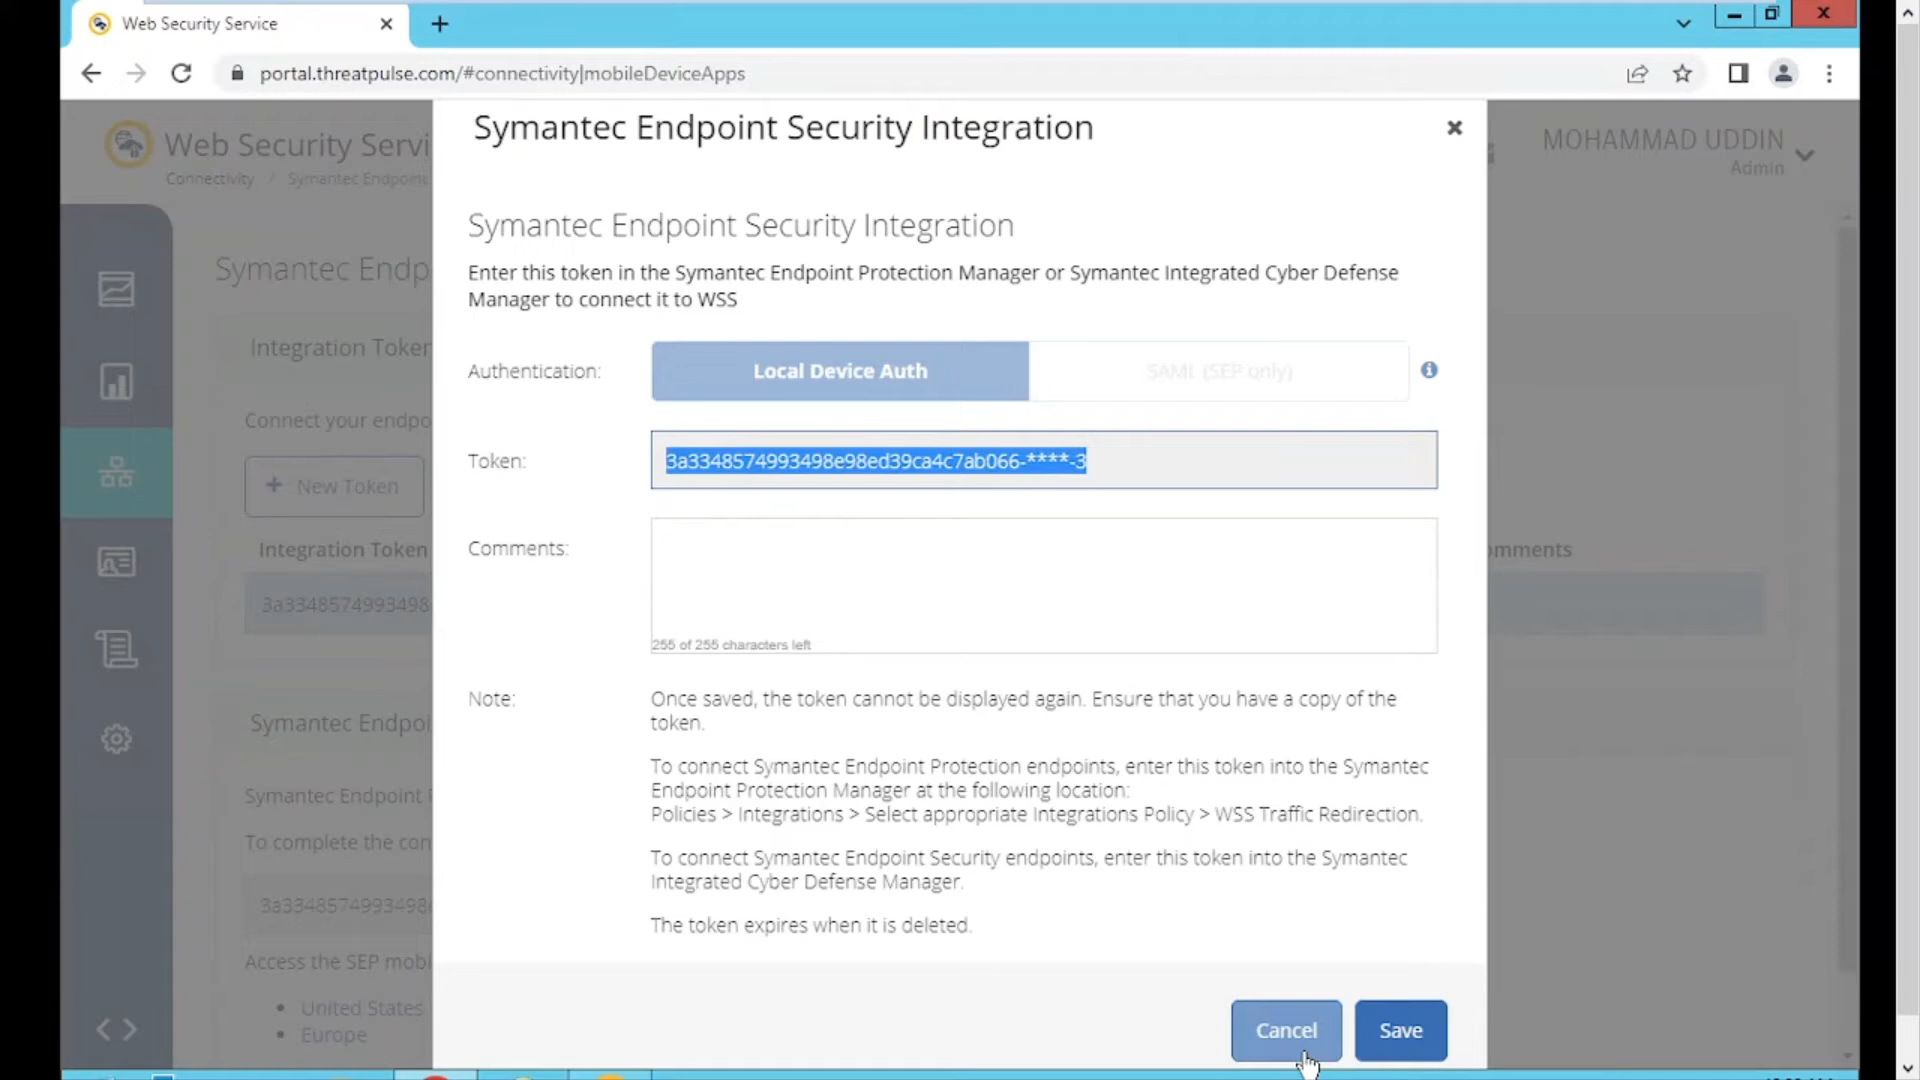 Web Security Service
portal.threatpulse.com/#connectivity|mobileDeviceApps
Symantec Endpoint Security Integration
Web Security Servi
MOHAMMAD UDDIN
Admin
Connectivity / Symantec Endpoint
Symantec Endp
Symantec Endpoint Security Integration
Enter this token in the Symantec Endpoint Protection Manager or Symantec Integrated Cyber Defense
Manager to connect it to WSS
Integration Token
Authentication: Local Device Auth SAML (SEP only)
Connect your endpo
Token: 3a3348574993498e98ed39ca4c7ab066-****-3
+ New Token
Integration Token
Comments:
omments
3a3348574993498
255 of 255 characters left
Note: Once saved, the token cannot be displayed again. Ensure that you have a copy of the
token.
Symantec Endpoi
To connect Symantec Endpoint Protection endpoints, enter this token into the Symantec
Endpoint Protection Manager at the following location:
Policies > Integrations > Select appropriate Integrations Policy > WSS Traffic Redirection.
Symantec Endpoint
To complete the con
To connect Symantec Endpoint Security endpoints, enter this token into the Symantec
Integrated Cyber Defense Manager.
3a3348574993498
The token expires when it is deleted.
Access the SEP mobi
United States
Europe
Cancel Save